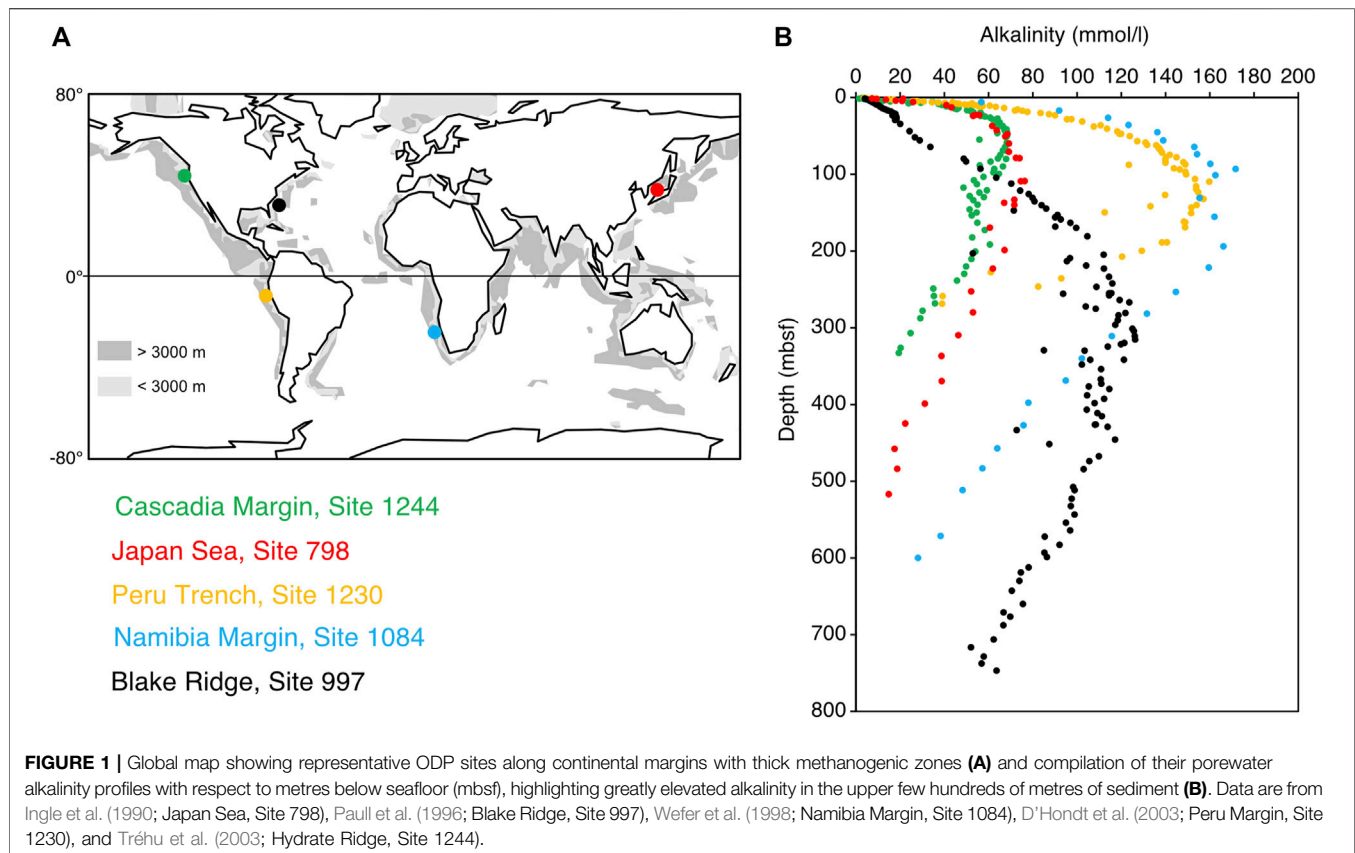 A
80°
0°
-80°
> 3000 m
< 3000 m
Cascadia Margin, Site 1244
Japan Sea, Site 798
Peru Trench, Site 1230
Namibia Margin, Site 1084
Blake Ridge, Site 997
B
Alkalinity (mmol/l)
0 20 40 60 80 100 120 140 160 180 200
Depth (mbsf)
0
100
200
300
400
500
600
700
800
FIGURE 1 | Global map showing representative ODP sites along continental margins with thick methanogenic zones (A) and compilation of their porewater
alkalinity profiles with respect to metres below seafloor (mbsf), highlighting greatly elevated alkalinity in the upper few hundreds of metres of sediment (B). Data are from
Ingle et al. (1990; Japan Sea, Site 798), Paull et al. (1996; Blake Ridge, Site 997), Wefer et al. (1998; Namibia Margin, Site 1084), D'Hondt et al. (2003; Peru Margin, Site
1230), and Tréhu et al. (2003; Hydrate Ridge, Site 1244).